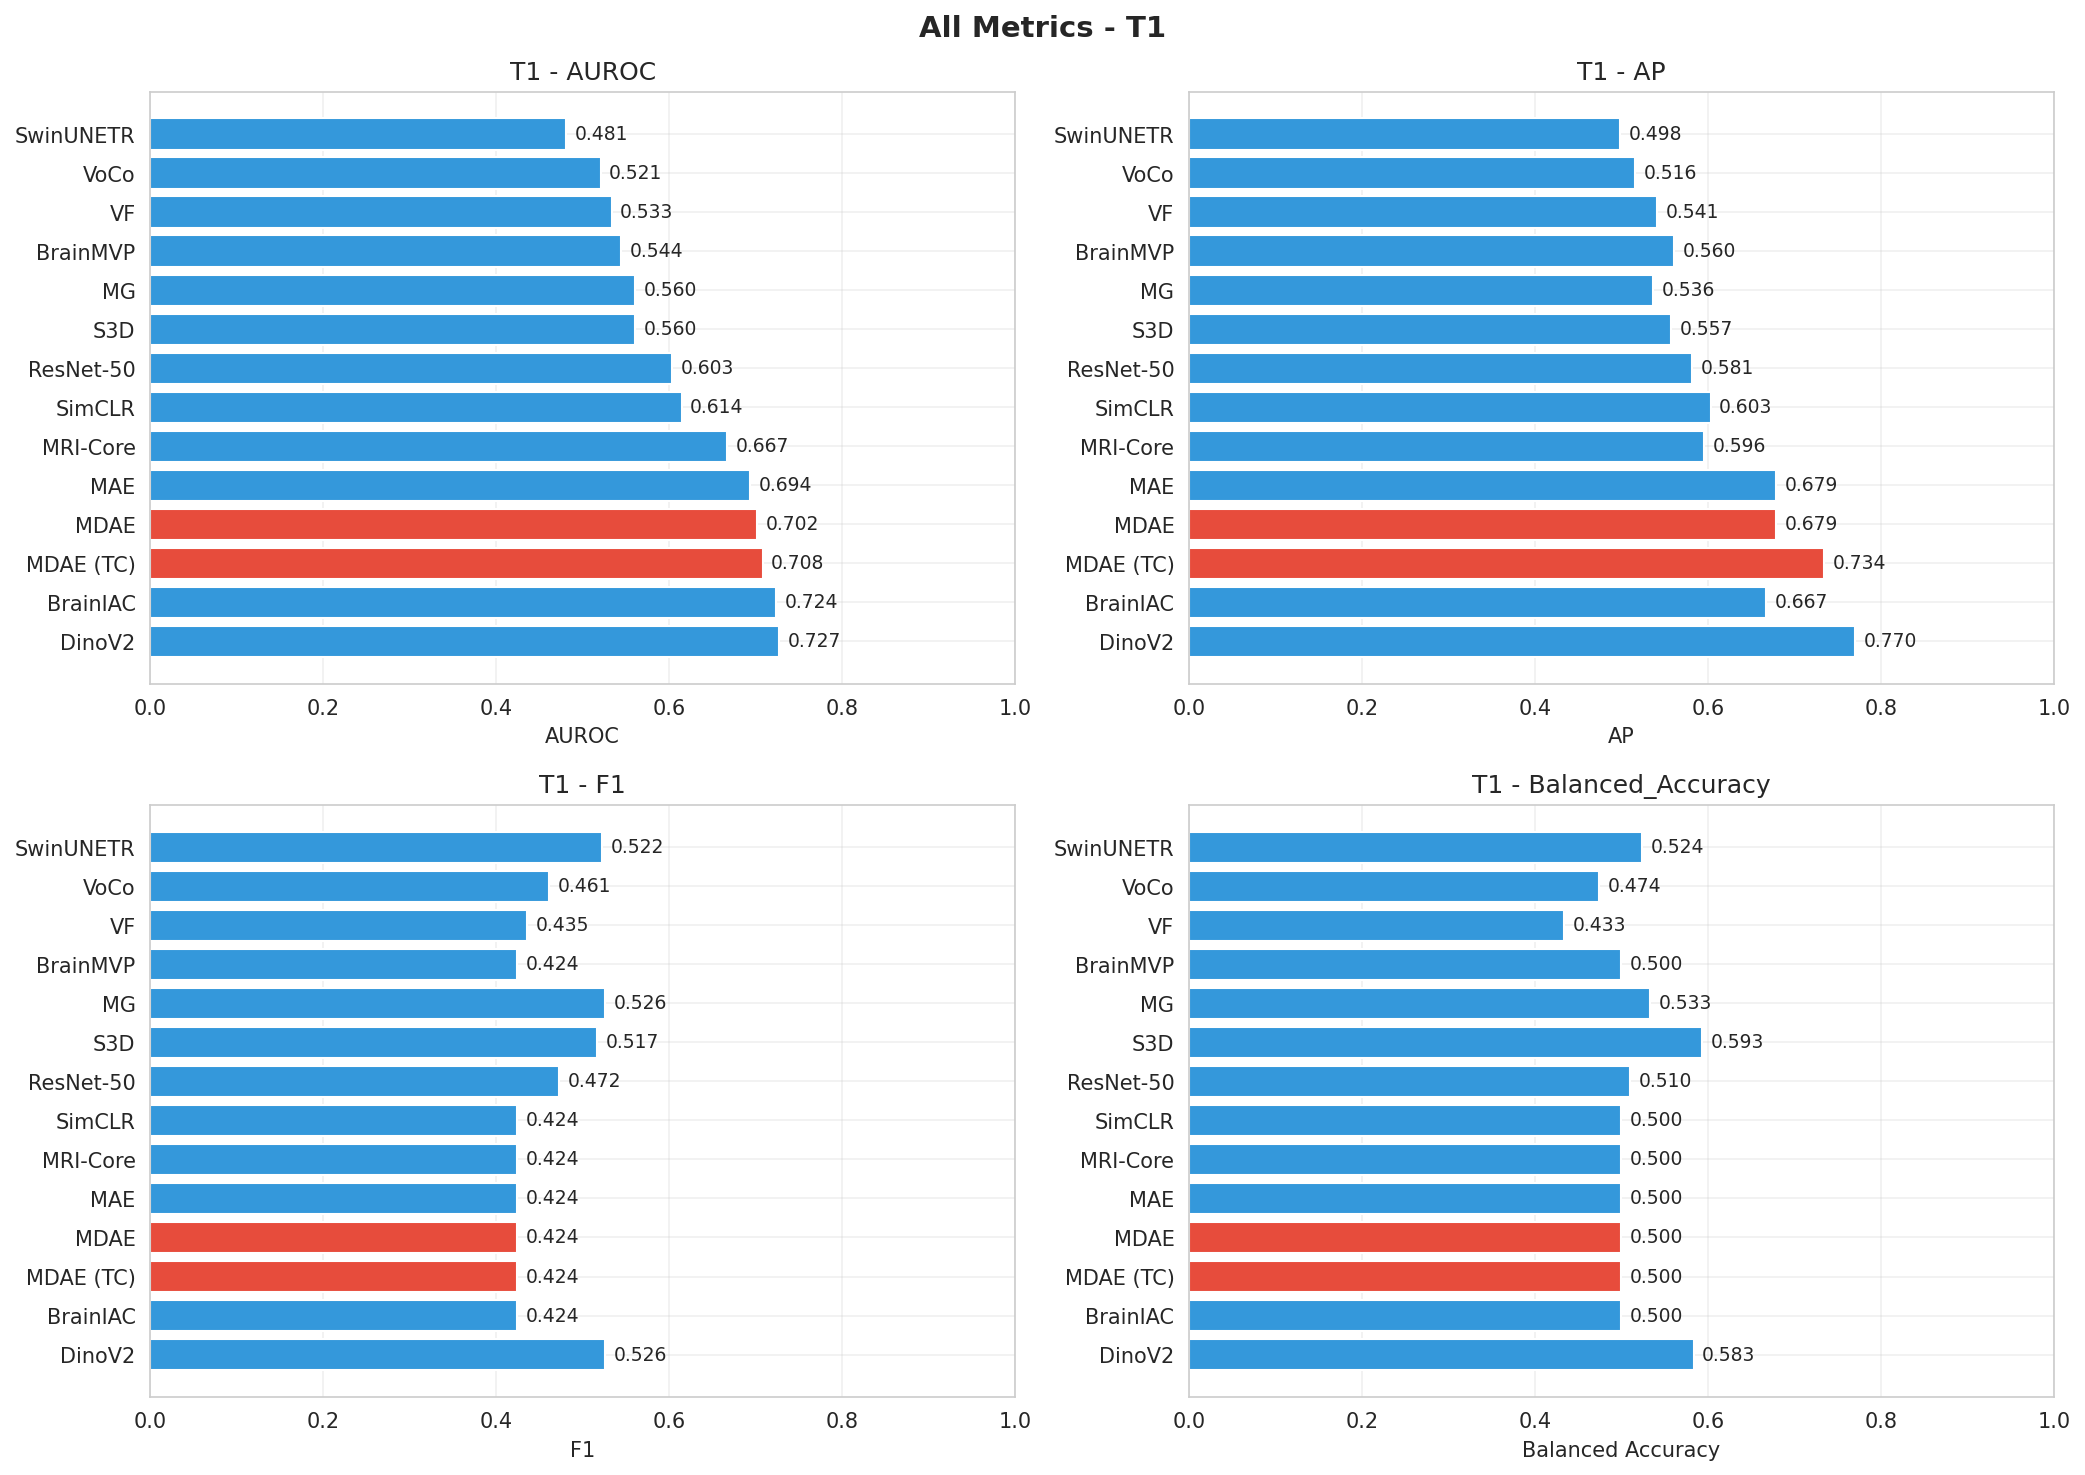 All Metrics - T1
T1 - AUROC
SwinUNETR 0.481
VoCo 0.521
VF 0.533
BrainMVP 0.544
MG 0.560
S3D 0.560
ResNet-50 0.603
SimCLR 0.614
MRI-Core 0.667
MAE 0.694
MDAE 0.702
MDAE (TC) 0.708
BrainIAC 0.724
DinoV2 0.727
0.0 0.2 0.4 0.6 0.8 1.0
AUROC
T1 - AP
SwinUNETR 0.498
VoCo 0.516
VF 0.541
BrainMVP 0.560
MG 0.536
S3D 0.557
ResNet-50 0.581
SimCLR 0.603
MRI-Core 0.596
MAE 0.679
MDAE 0.679
MDAE (TC) 0.734
BrainIAC 0.667
DinoV2 0.770
0.0 0.2 0.4 0.6 0.8 1.0
AP
T1 - F1
SwinUNETR 0.522
VoCo 0.461
VF 0.435
BrainMVP 0.424
MG 0.526
S3D 0.517
ResNet-50 0.472
SimCLR 0.424
MRI-Core 0.424
MAE 0.424
MDAE 0.424
MDAE (TC) 0.424
BrainIAC 0.424
DinoV2 0.526
0.0 0.2 0.4 0.6 0.8 1.0
F1
T1 - Balanced_Accuracy
SwinUNETR 0.524
VoCo 0.474
VF 0.433
BrainMVP 0.500
MG 0.533
S3D 0.593
ResNet-50 0.510
SimCLR 0.500
MRI-Core 0.500
MAE 0.500
MDAE 0.500
MDAE (TC) 0.500
BrainIAC 0.500
DinoV2 0.583
0.0 0.2 0.4 0.6 0.8 1.0
Balanced Accuracy